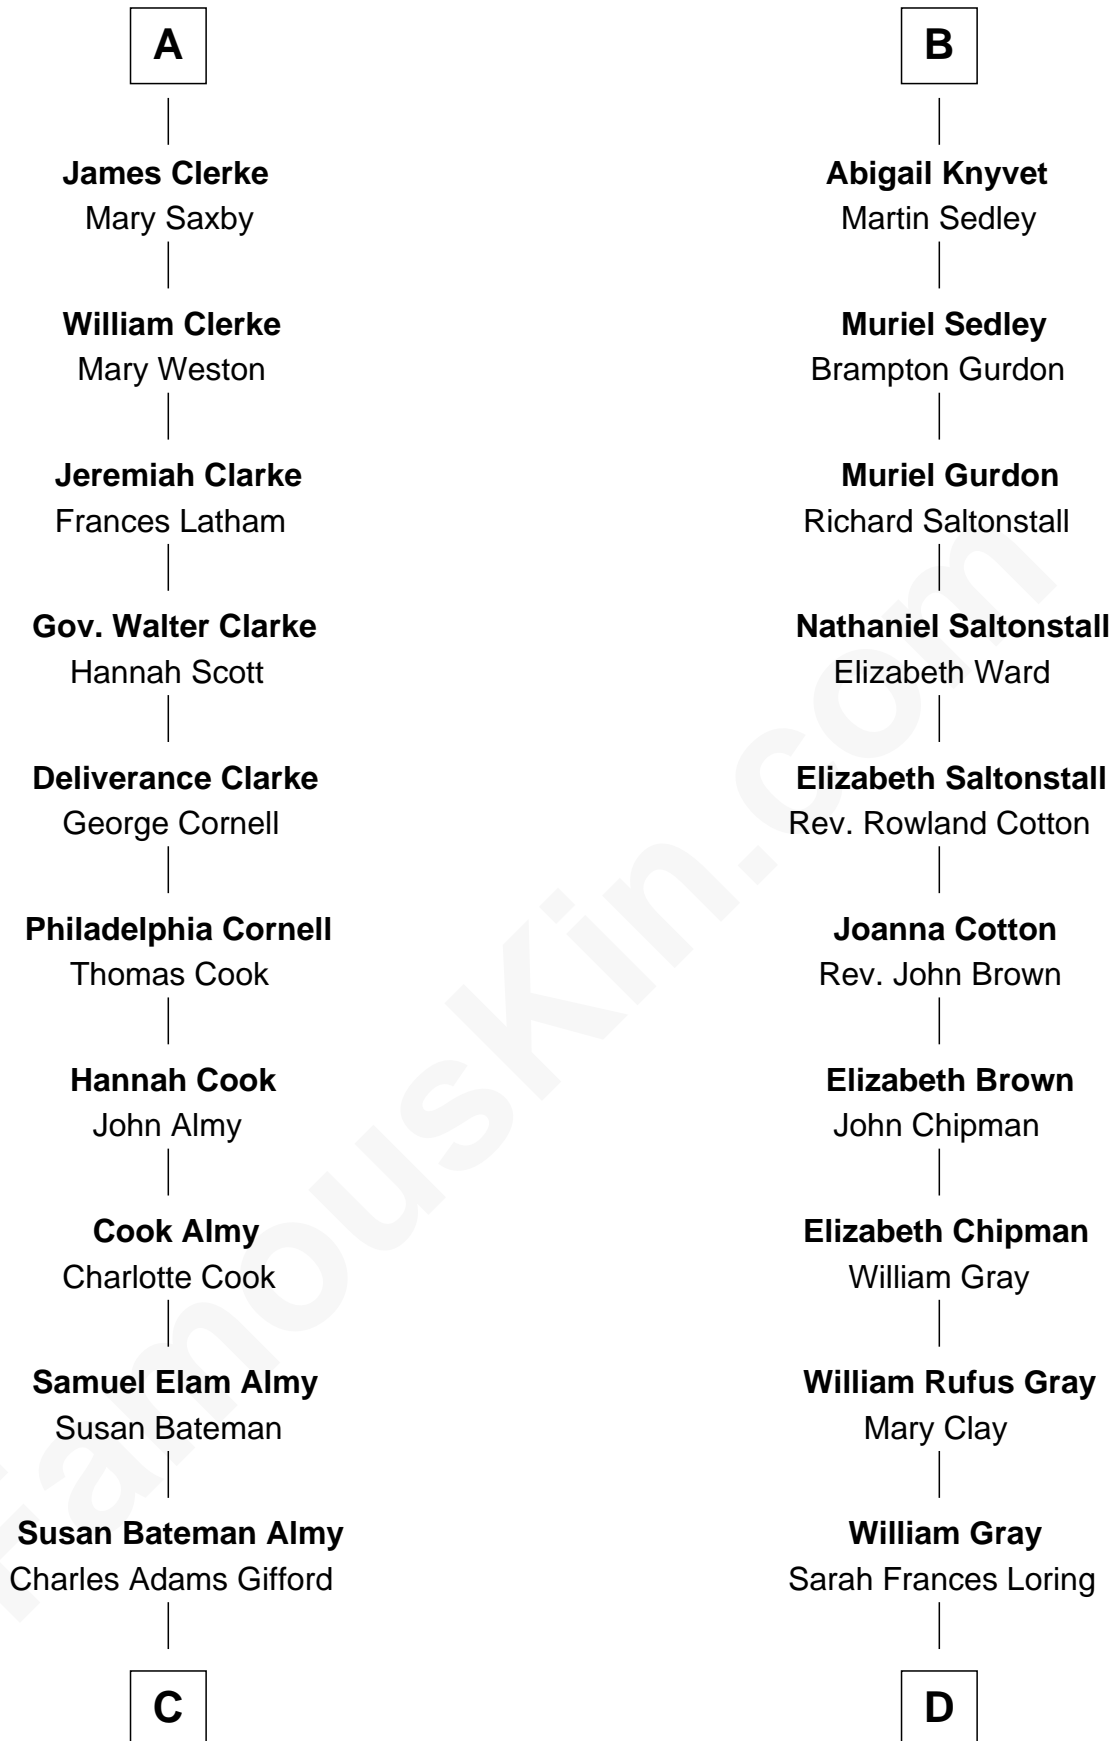 A
James Clerke
Mary Saxby
William Clerke
Mary Weston
Jeremiah Clarke
Frances Latham
Gov. Walter Clarke
Hannah Scott
Deliverance Clarke
George Cornell
Philadelphia Cornell
Thomas Cook
Hannah Cook
John Almy
Cook Almy
Charlotte Cook
Samuel Elam Almy
Susan Bateman
Susan Bateman Almy
Charles Adams Gifford
C
B
Abigail Knyvet
Martin Sedley
Muriel Sedley
Brampton Gurdon
Muriel Gurdon
Richard Saltonstall
Nathaniel Saltonstall
Elizabeth Ward
Elizabeth Saltonstall
Rev. Rowland Cotton
Joanna Cotton
Rev. John Brown
Elizabeth Brown
John Chipman
Elizabeth Chipman
William Gray
William Rufus Gray
Mary Clay
William Gray
Sarah Frances Loring
D
FamousKin.com